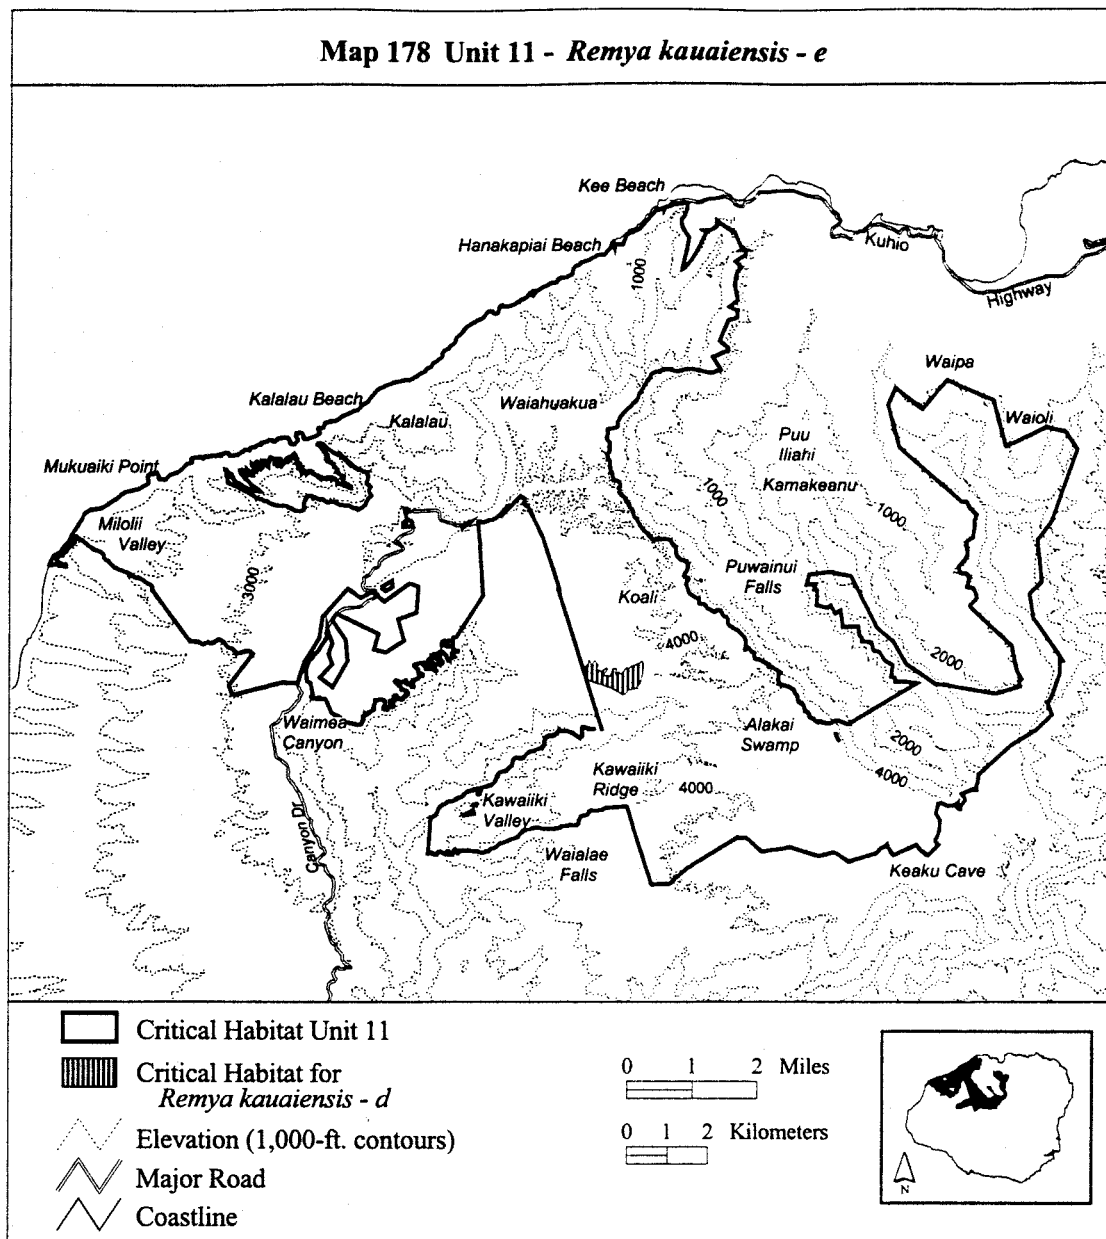 Map 178 Unit 11 - Remya kauaiensis - e
Kee Beach
Hanakapiai Beach
Kuhio
Highway
1000
Waipa
Kalalau Beach
Waiahuakua
Waioli
Kalalau
Puu
Iliahi
Mukuaiki Point
Kamakeanu
1000
1000
Milolii
Valley
3000
Puwainui
Falls
Koali
4000
2000
Waimea
Canyon
Alakai
Swamp
2000
4000
Kawaiiki
Ridge
4000
Kawaiiki
Valley
Canyon Dr
Waialae
Falls
Keaku Cave
Critical Habitat Unit 11
Critical Habitat for
Remya kauaiensis - d
Elevation (1,000-ft. contours)
Major Road
Coastline
0 1 2 Miles
0 1 2 Kilometers
N